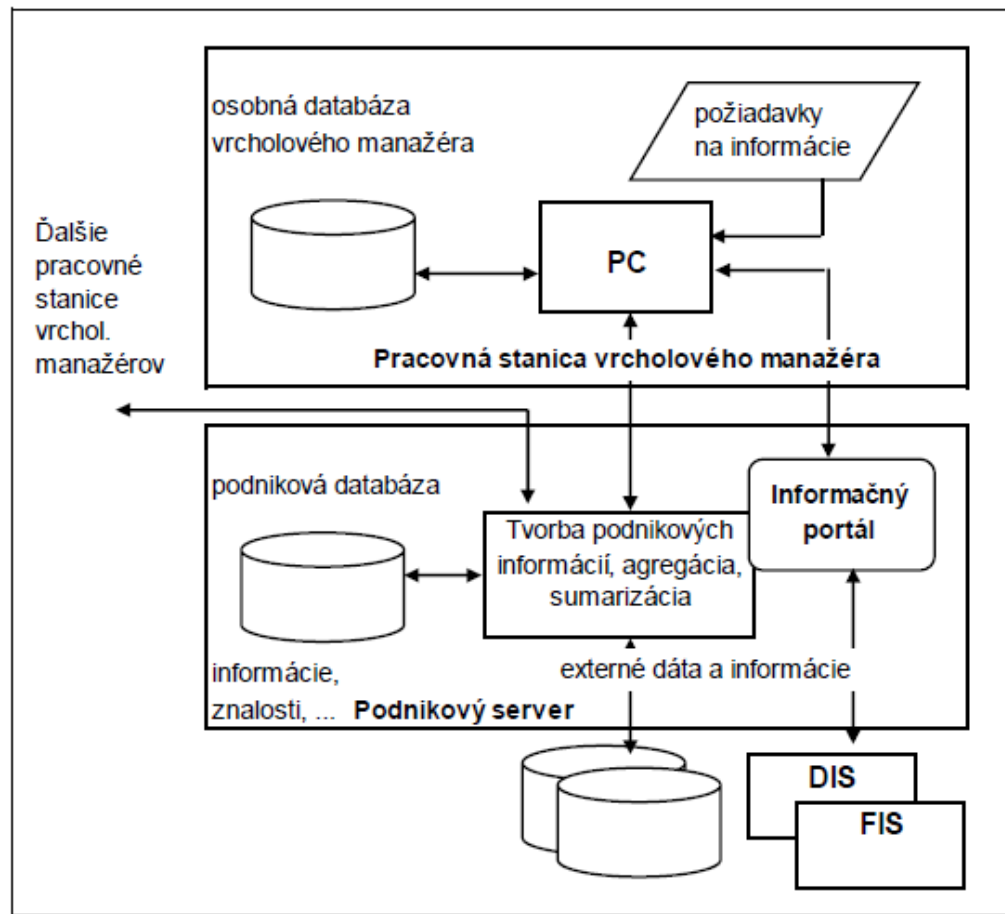 osobná databáza
vrcholového manažéra
požiadavky
na informácie
PC
Pracovná stanica vrcholového manažéra
Ďalšie
pracovné
stanice
vrchol.
manažérov
podniková databáza
Tvorba podnikových
informácií, agregácia,
sumarizácia
Informačný
portál
informácie,
znalosti, ... Podnikový server
externé dáta a informácie
DIS
FIS